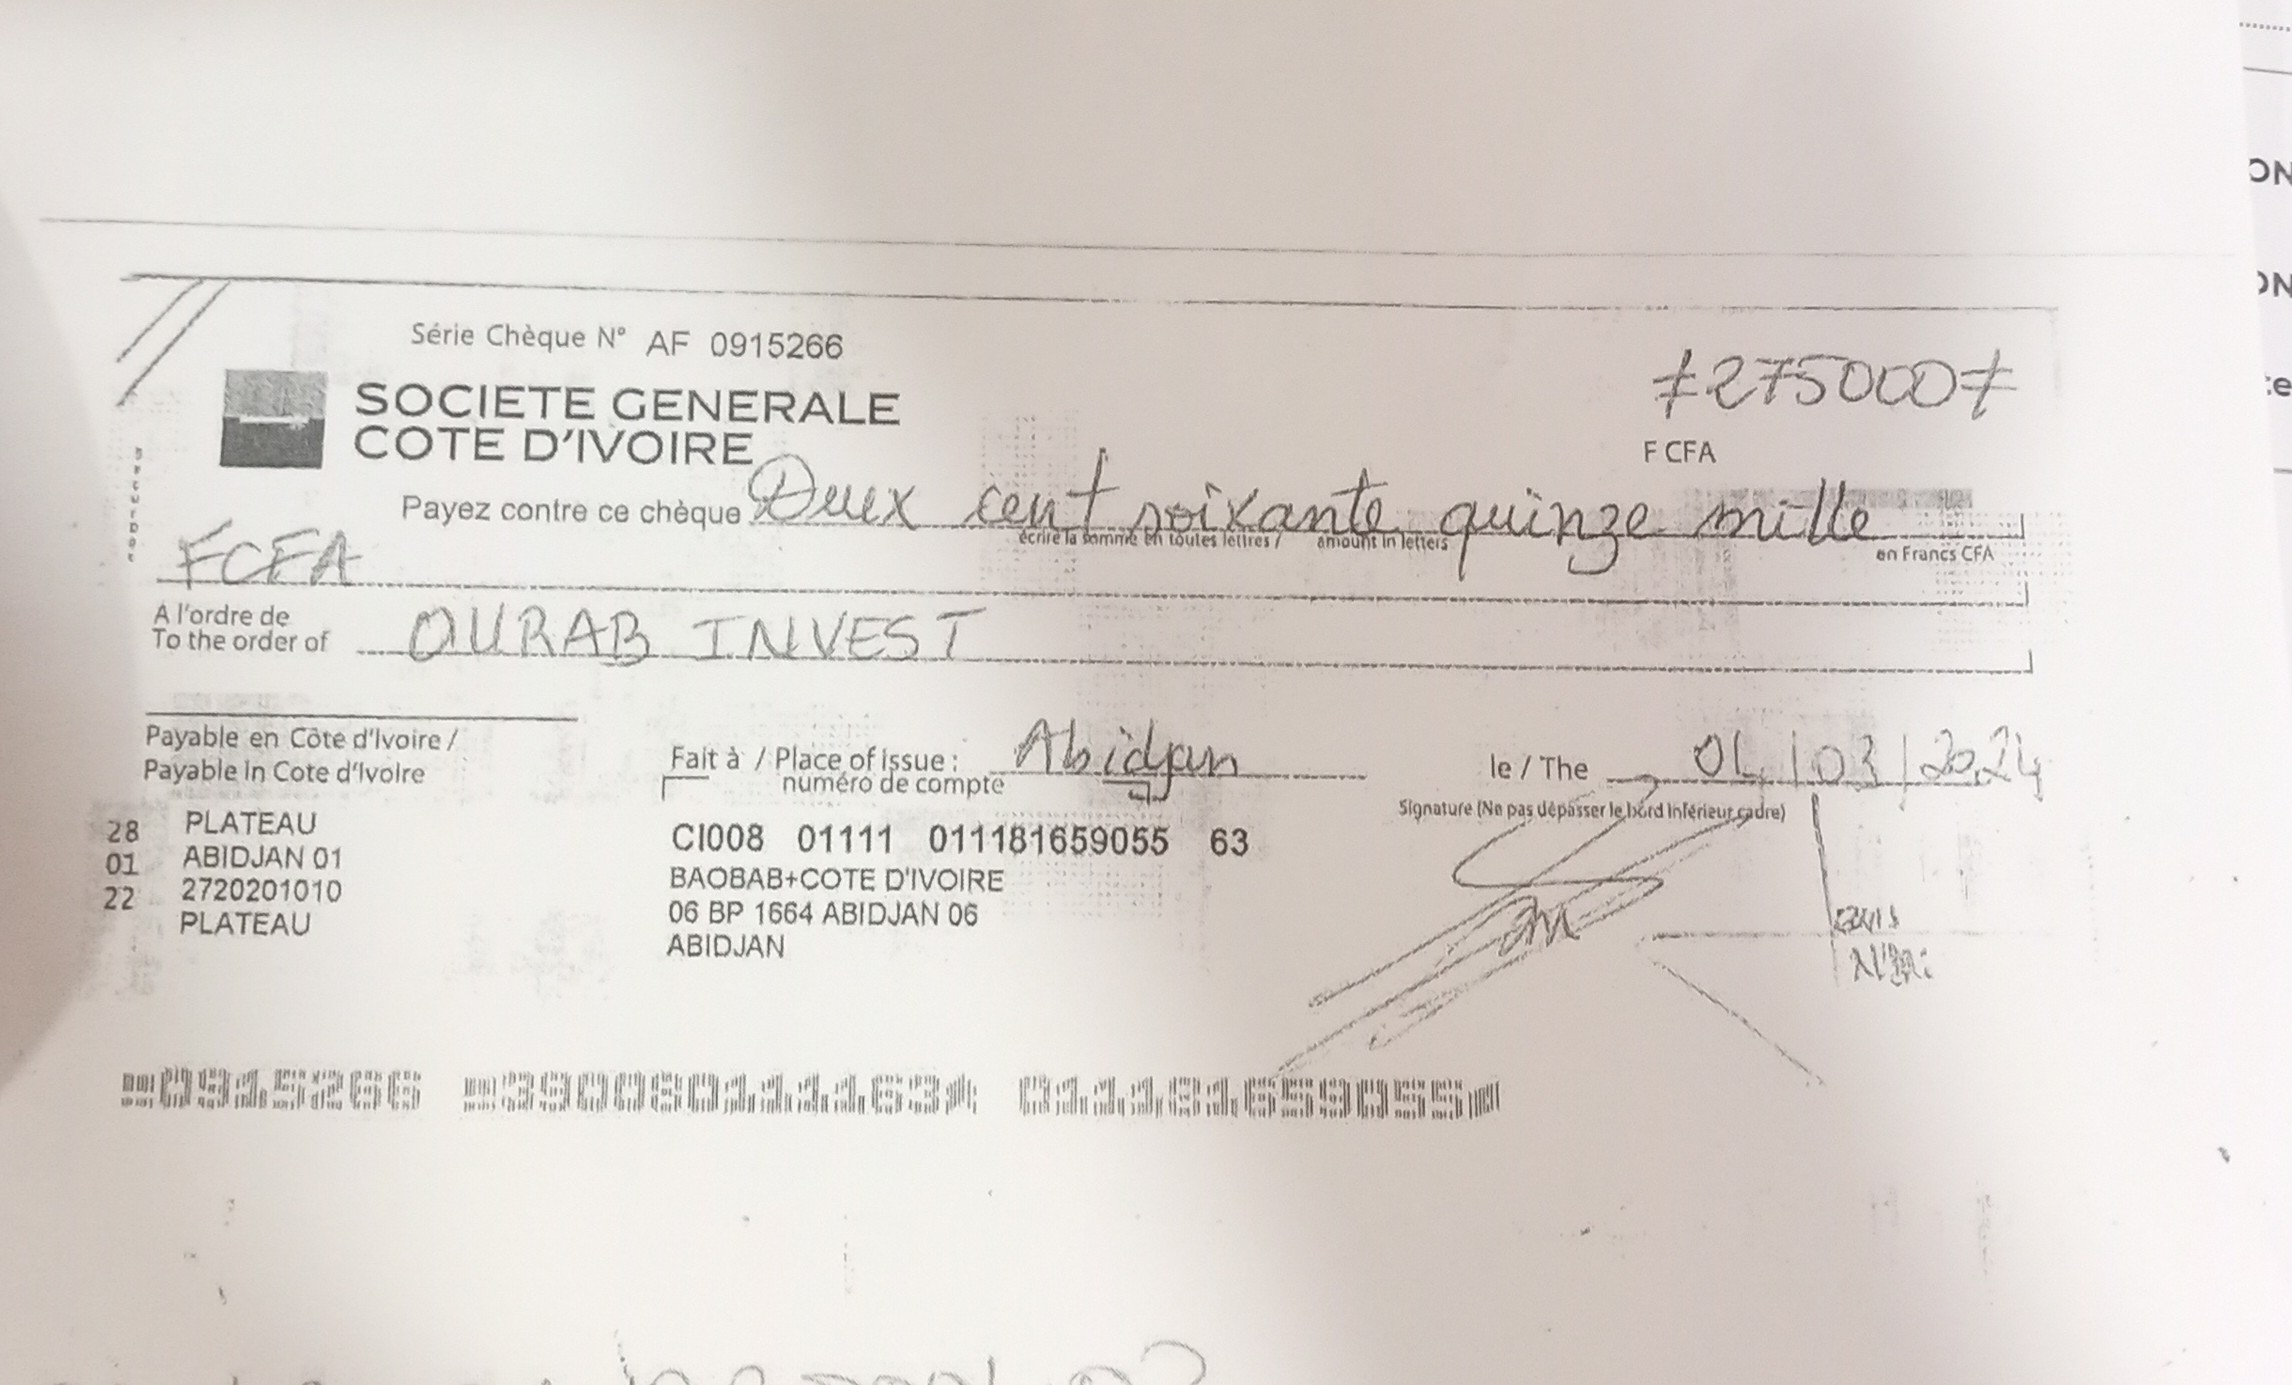 Série Chèque N° AF 0915266
≠275000≠
SOCIETE GENERALE
COTE D'IVOIRE
F CFA
Payez contre ce chèque Deux cent soixante quinze mille
écrire la somme en toutes lettres / amount in letters
en Francs CFA
FCFA
A l'ordre de
To the order of OURAB INVEST
Payable en Côte d'Ivoire /
Payable in Cote d'Ivoire
Fait à / Place of issue : Abidjan
le / The 01/03/2024
numéro de compte
Signature (Ne pas dépasser le bord inférieur cadre)
28 PLATEAU
01 ABIDJAN 01
22 2720201010
PLATEAU
CI008 01111 011181659055 63
BAOBAB+COTE D'IVOIRE
06 BP 1664 ABIDJAN 06
ABIDJAN
0915266 390080111163 011181659055